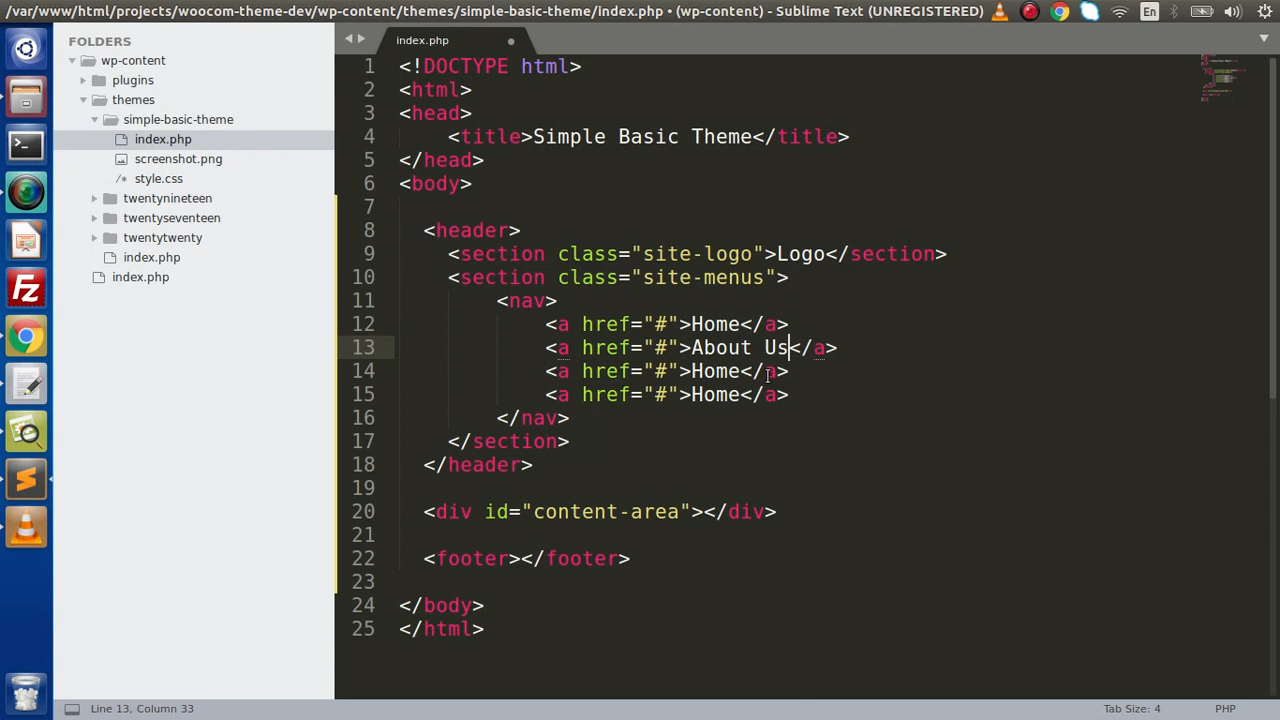 /var/www/html/projects/woocom-theme-dev/wp-content/themes/simple-basic-theme/index.php • (wp-content) - Sublime Text (UNREGISTERED)
En
FOLDERS
wp-content
plugins
themes
simple-basic-theme
index.php
screenshot.png
/* style.css
twentynineteen
twentyseventeen
twentytwenty
index.php
index.php
index.php
1 <!DOCTYPE html>
2 <html>
3 <head>
4 <title>Simple Basic Theme</title>
5 </head>
6 <body>
7
8 <header>
9 <section class="site-logo">Logo</section>
10 <section class="site-menus">
11 <nav>
12 <a href="#">Home</a>
13 <a href="#">About Us</a>
14 <a href="#">Home</a>
15 <a href="#">Home</a>
16 </nav>
17 </section>
18 </header>
19
20 <div id="content-area"></div>
21
22 <footer></footer>
23
24 </body>
25 </html>
Line 13, Column 33
Tab Size: 4
PHP